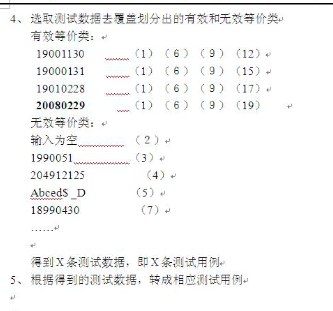 4、 选取测试数据去覆盖划分出的有效和无效等价类
有效等价类：
19001130 （1）（6）（9）（12）
19000131 （1）（6）（9）（15）
19010228 （1）（6）（9）（17）
20080229 （1）（6）（9）（19）
无效等价类：
输入为空 （2）
1990051 （3）
204912125 （4）
Abced$ _D （5）
18990430 （7）
……
得到 X 条测试数据，即 X 条测试用例
5、 根据得到的测试数据，转成相应测试用例